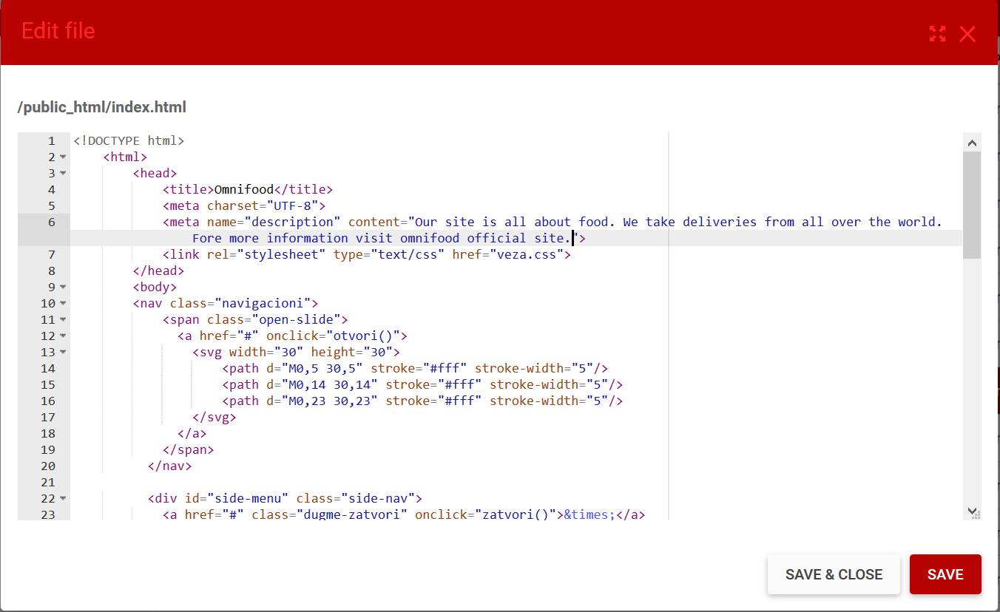 Edit file
/public_html/index.html
1 <!DOCTYPE html>
2 <html>
3 <head>
4 <title>Omnifood</title>
5 <meta charset="UTF-8">
6 <meta name="description" content="Our site is all about food. We take deliveries from all over the world.
Fore more information visit omnifood official site.">
7 <link rel="stylesheet" type="text/css" href="veza.css">
8 </head>
9 <body>
10 <nav class="navigacioni">
11 <span class="open-slide">
12 <a href="#" onclick="otvori()">
13 <svg width="30" height="30">
14 <path d="M0,5 30,5" stroke="#fff" stroke-width="5"/>
15 <path d="M0,14 30,14" stroke="#fff" stroke-width="5"/>
16 <path d="M0,23 30,23" stroke="#fff" stroke-width="5"/>
17 </svg>
18 </a>
19 </span>
20 </nav>
21
22 <div id="side-menu" class="side-nav">
23 <a href="#" class="dugme-zatvori" onclick="zatvori()">&times;</a>
SAVE & CLOSE
SAVE